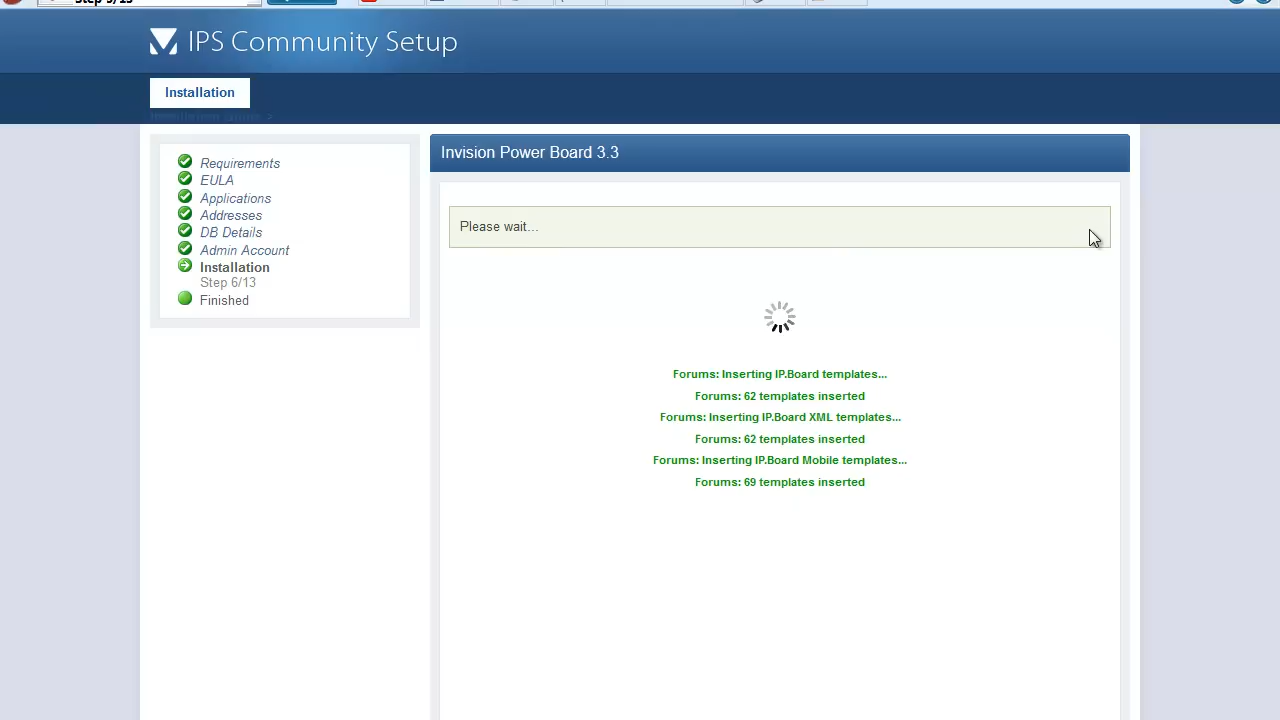 IPS Community Setup
Installation
Requirements
EULA
Applications
Addresses
DB Details
Admin Account
Installation
Step 6/13
Finished
Invision Power Board 3.3
Please wait...
Forums: Inserting IP.Board templates...
Forums: 62 templates inserted
Forums: Inserting IP.Board XML templates...
Forums: 62 templates inserted
Forums: Inserting IP.Board Mobile templates...
Forums: 69 templates inserted